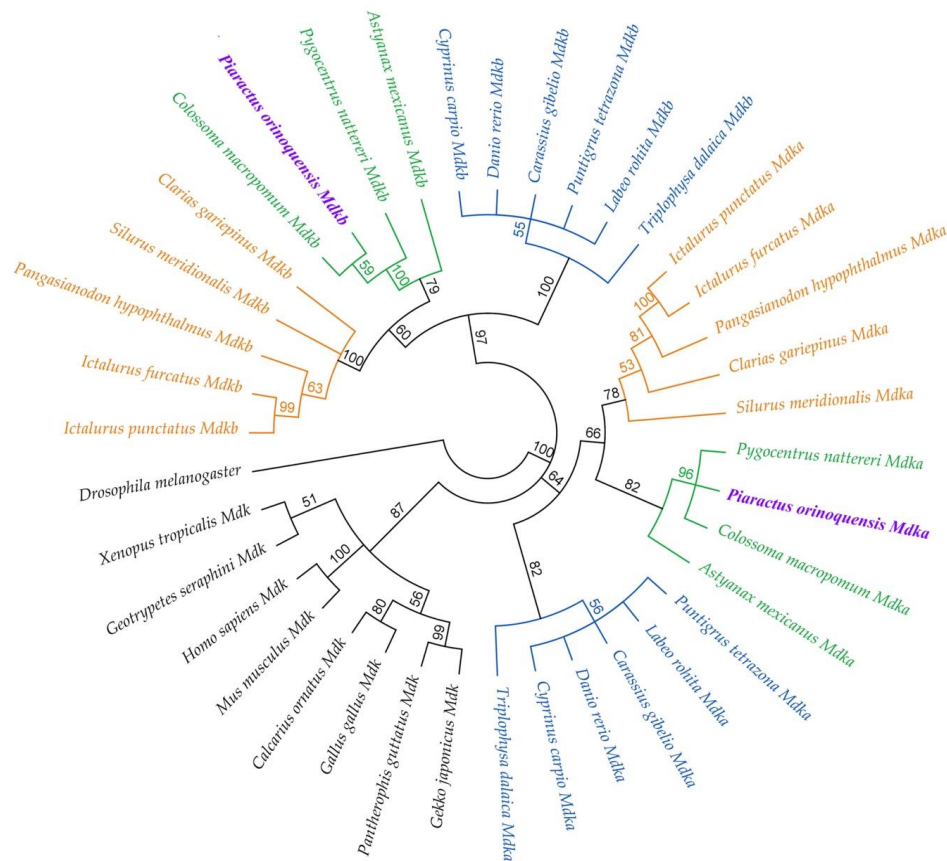 Astyanax mexicanus Mdkb
Pygocentrus nattereri Mdkb
Piaractus orinoquensis Mdkb
Colossoma macropomum Mdkb
Clarias gariepinus Mdkb
Silurus meridionalis Mdkb
Pangasianodon hypophthalmus Mdkb
Ictalurus furcatus Mdkb
Ictalurus punctatus Mdkb
Drosophila melanogaster
Xenopus tropicalis Mdk
Geotrypetes seraphini Mdk
Homo sapiens Mdk
Mus musculus Mdk
Calcarius ornatus Mdk
Gallus gallus Mdk
Pantherophis guttatus Mdk
Gekko japonicus Mdk
Triplophysa dalaica Mdka
Cyprinus carpio Mdka
Danio rerio Mdka
Carassius gibelio Mdka
Labeo rohita Mdka
Puntigrus tetrazona Mdka
Astyanax mexicanus Mdka
Colossoma macropomum Mdka
Piaractus orinoquensis Mdka
Pygocentrus nattereri Mdka
Silurus meridionalis Mdka
Clarias gariepinus Mdka
Pangasianodon hypophthalmus Mdka
Ictalurus furcatus Mdka
Ictalurus punctatus Mdka
Triplophysa dalaica Mdkb
Labeo rohita Mdkb
Puntigrus tetrazona Mdkb
Carassius gibelio Mdkb
Danio rerio Mdkb
Cyprinus carpio Mdkb
59
100
79
60
100
63
99
97
100
55
100
81
53
78
66
82
96
100
64
82
56
87
51
100
80
56
99